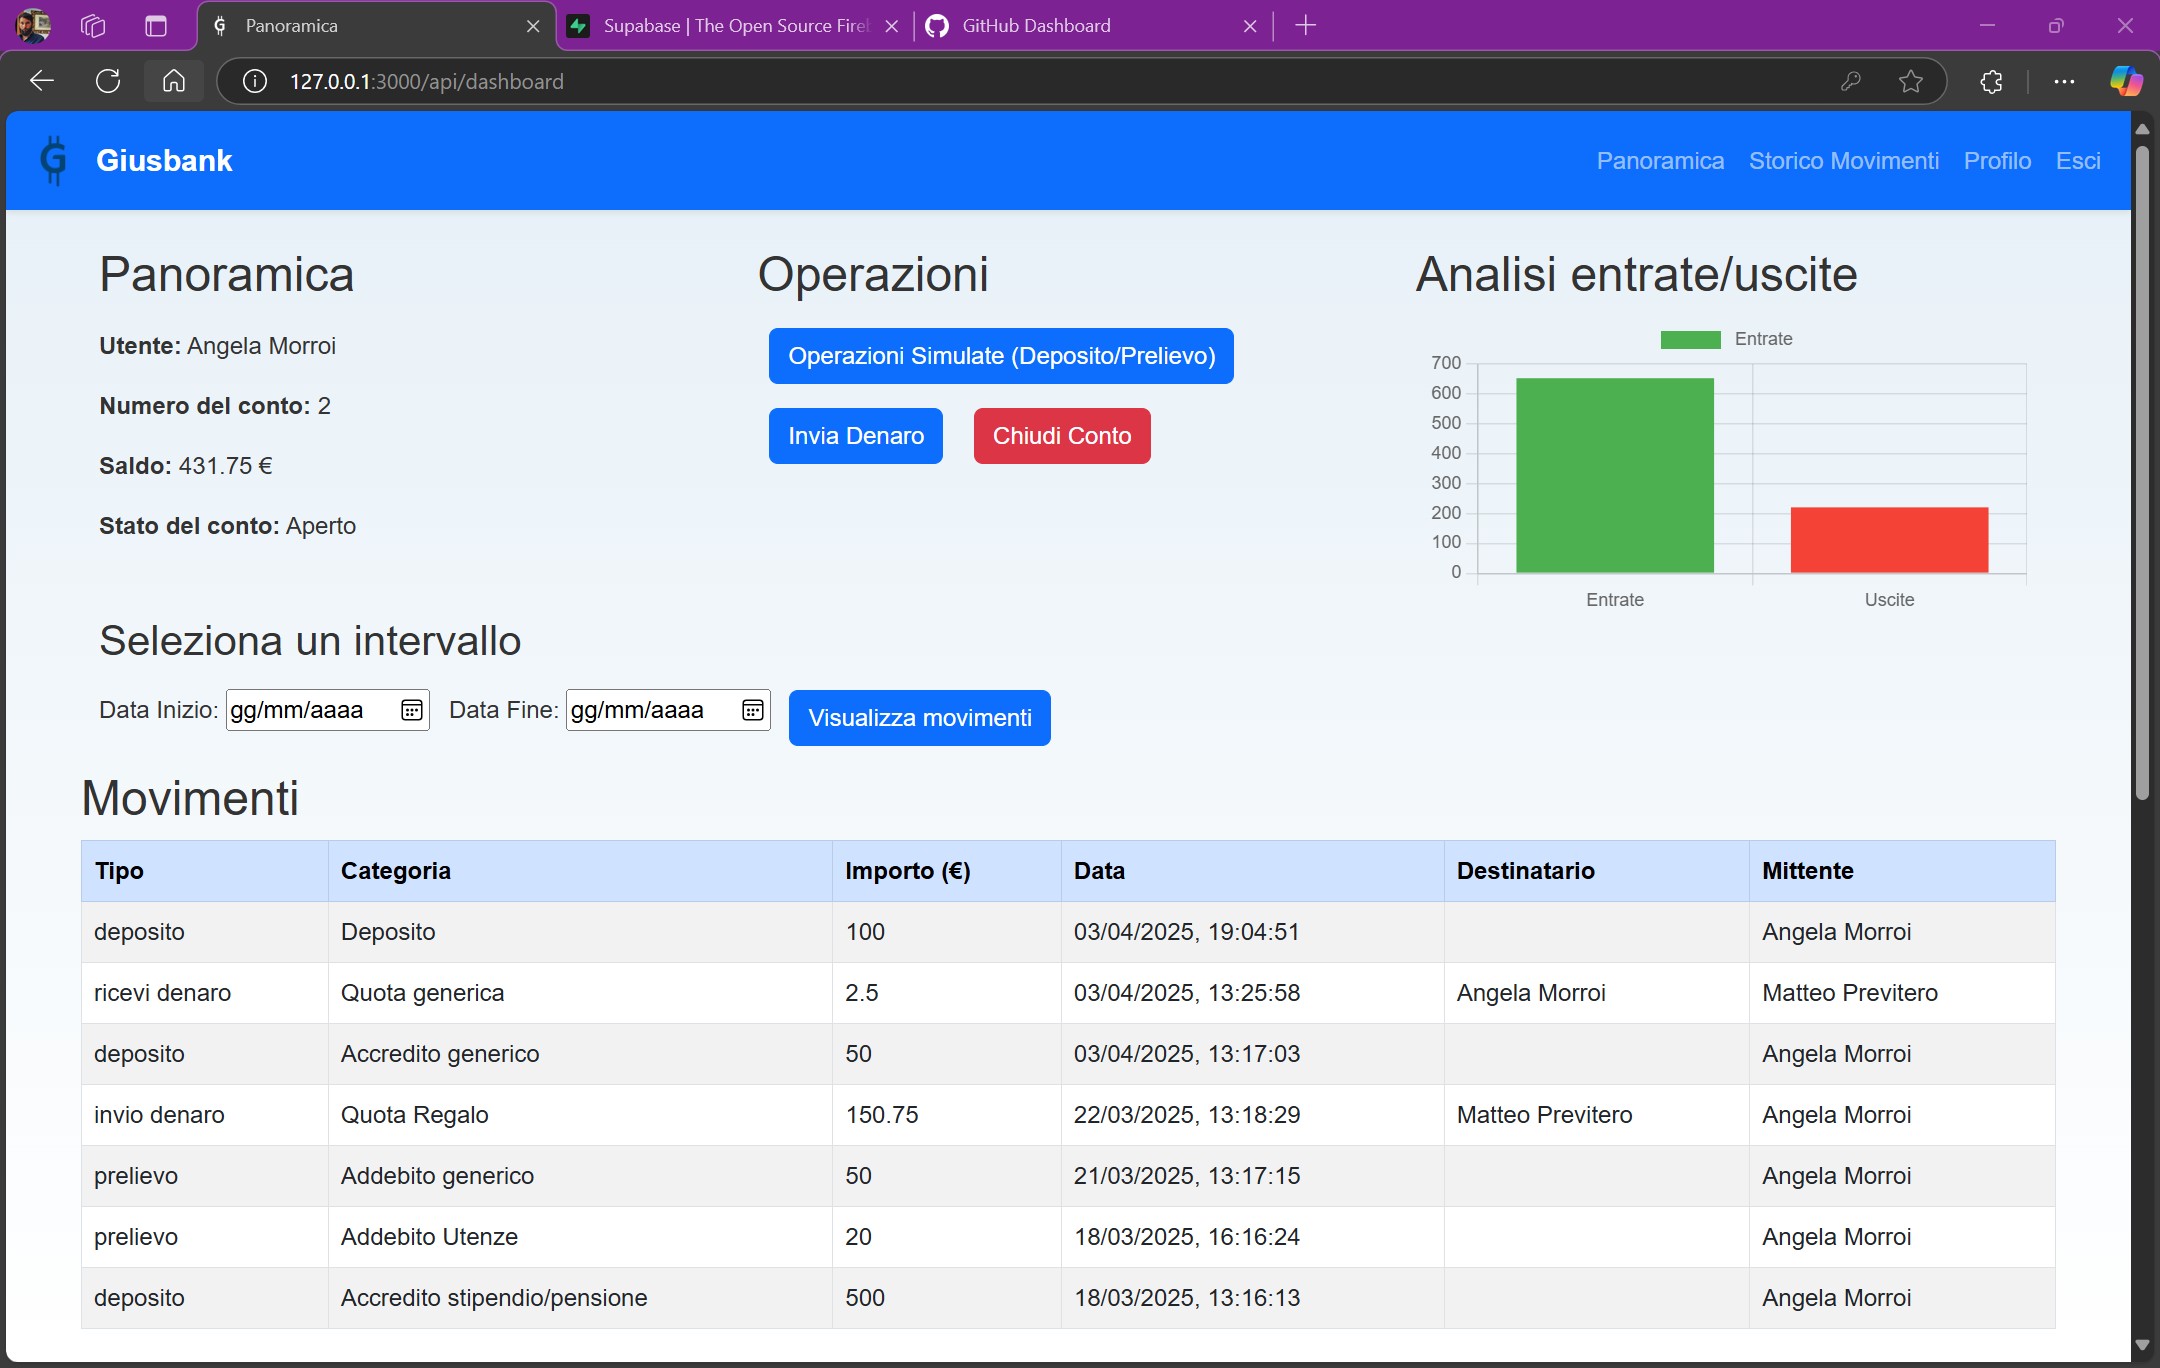 Panoramica
Supabase | The Open Source Fire
GitHub Dashboard
127.0.0.1:3000/api/dashboard
Giusbank
Panoramica Storico Movimenti Profilo Esci
Panoramica
Utente: Angela Morroi
Numero del conto: 2
Saldo: 431.75 €
Stato del conto: Aperto
Operazioni
Operazioni Simulate (Deposito/Prelievo)
Invia Denaro Chiudi Conto
Analisi entrate/uscite
Entrate
700
600
500
400
300
200
100
0
Entrate Uscite
Seleziona un intervallo
Data Inizio: gg/mm/aaaa Data Fine: gg/mm/aaaa Visualizza movimenti
Movimenti
Tipo Categoria Importo (€) Data Destinatario Mittente
deposito Deposito 100 03/04/2025, 19:04:51 Angela Morroi
ricevi denaro Quota generica 2.5 03/04/2025, 13:25:58 Angela Morroi Matteo Previtero
deposito Accredito generico 50 03/04/2025, 13:17:03 Angela Morroi
invio denaro Quota Regalo 150.75 22/03/2025, 13:18:29 Matteo Previtero Angela Morroi
prelievo Addebito generico 50 21/03/2025, 13:17:15 Angela Morroi
prelievo Addebito Utenze 20 18/03/2025, 16:16:24 Angela Morroi
deposito Accredito stipendio/pensione 500 18/03/2025, 13:16:13 Angela Morroi